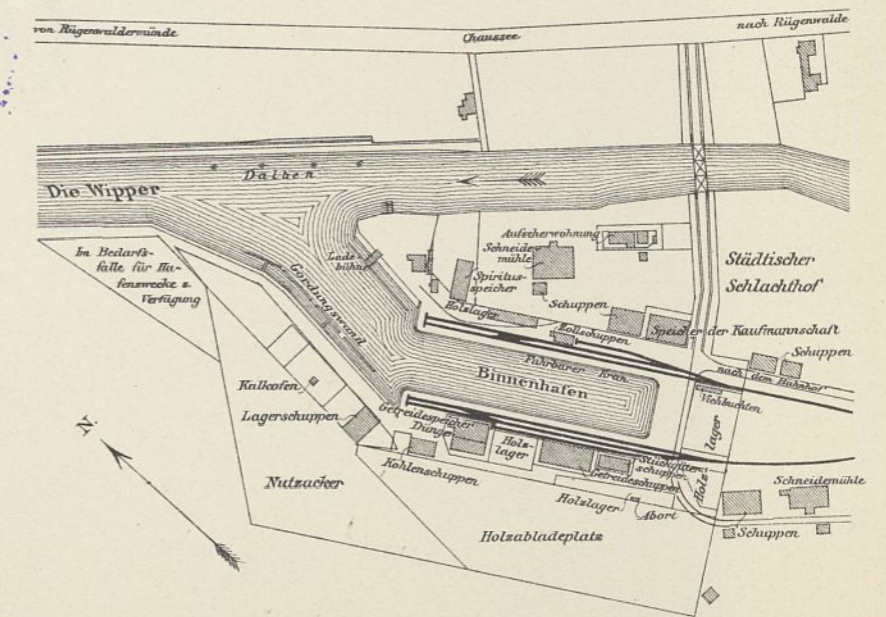 von Rügenwaldermünde
Chaussee
nach Rügenwalde
Dalben
Die Wipper
Im Bedarfs-
falle für Ha-
fenzwecke z.
Verfügung
Lade-
bühne
Gordungswand
Aufseherwohnung
Schneide-
mühle
Spiritus-
speicher
Schuppen
Holzlager
Zollschuppen
Speicher der Kaufmannschaft
Städtischer
Schlachthof
Schuppen
Fahrbarer Krahn
nach dem Bahnhof
Binnenhafen
Viehbuchten
Kalkofen
Lagerschuppen
Getreidespeicher
Dünger
Holz-
lager
Kohlenschuppen
Stückgüter-
schuppen
Getreideschuppen
Holz
lager
Holzlager
Abort
Schneidemühle
Schuppen
N.
Nutzacker
Holzabladeplatz